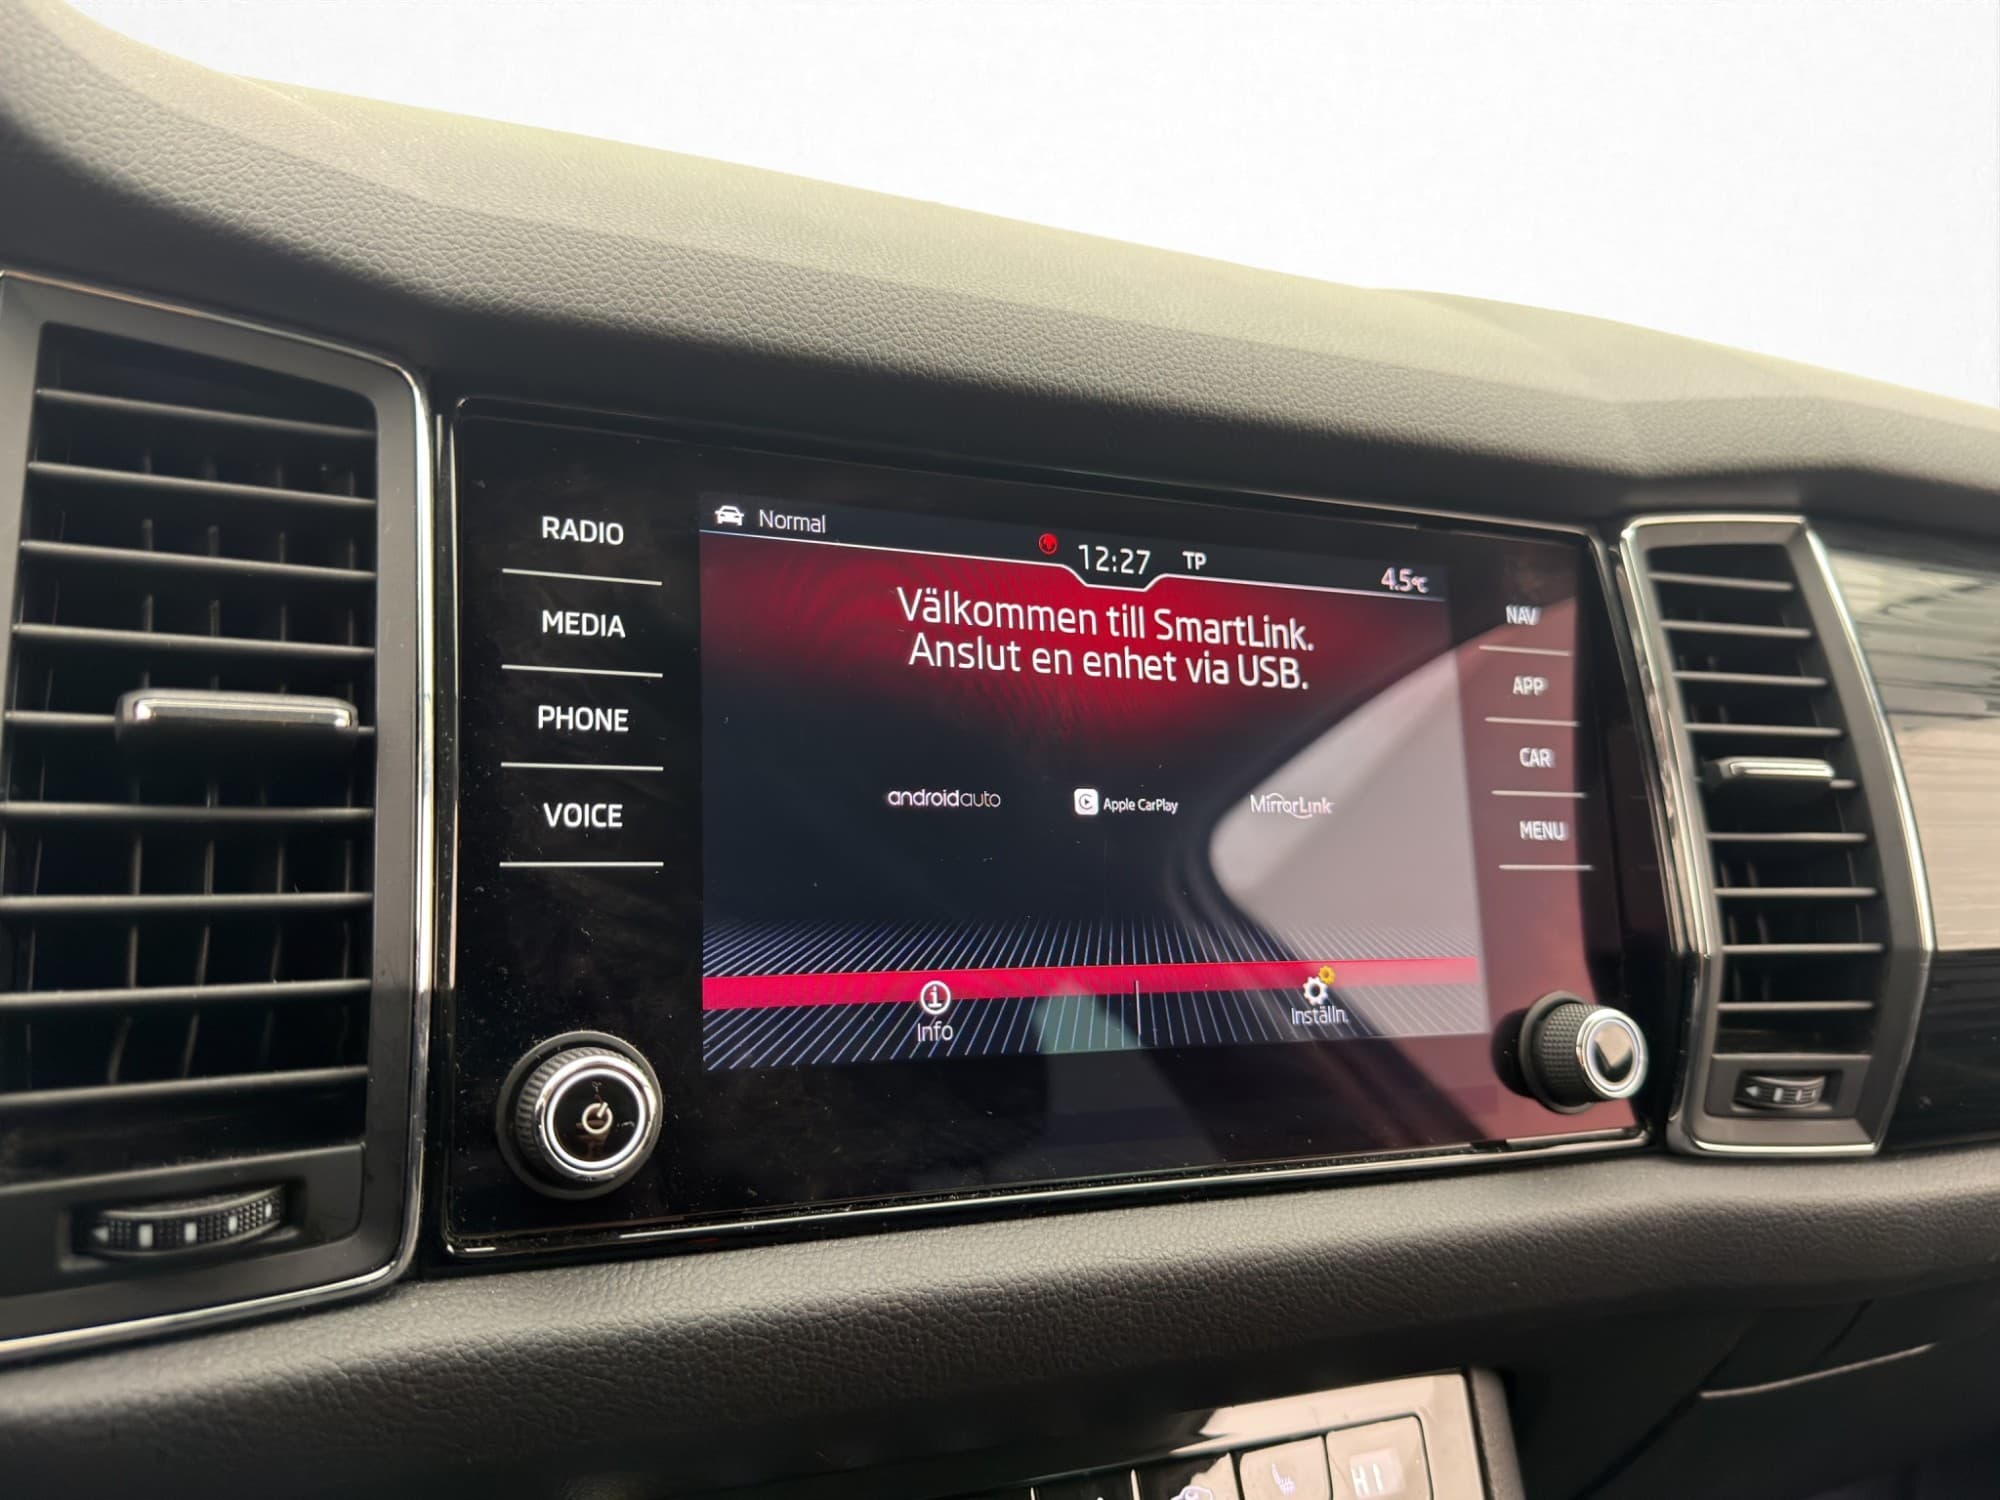 RADIO
MEDIA
PHONE
VOICE
Normal
12:27 TP
4.5°C
Välkommen till SmartLink.
Anslut en enhet via USB.
androidauto
Apple CarPlay
MirrorLink
Info
Inställn.
NAV
APP
CAR
MENU
HI